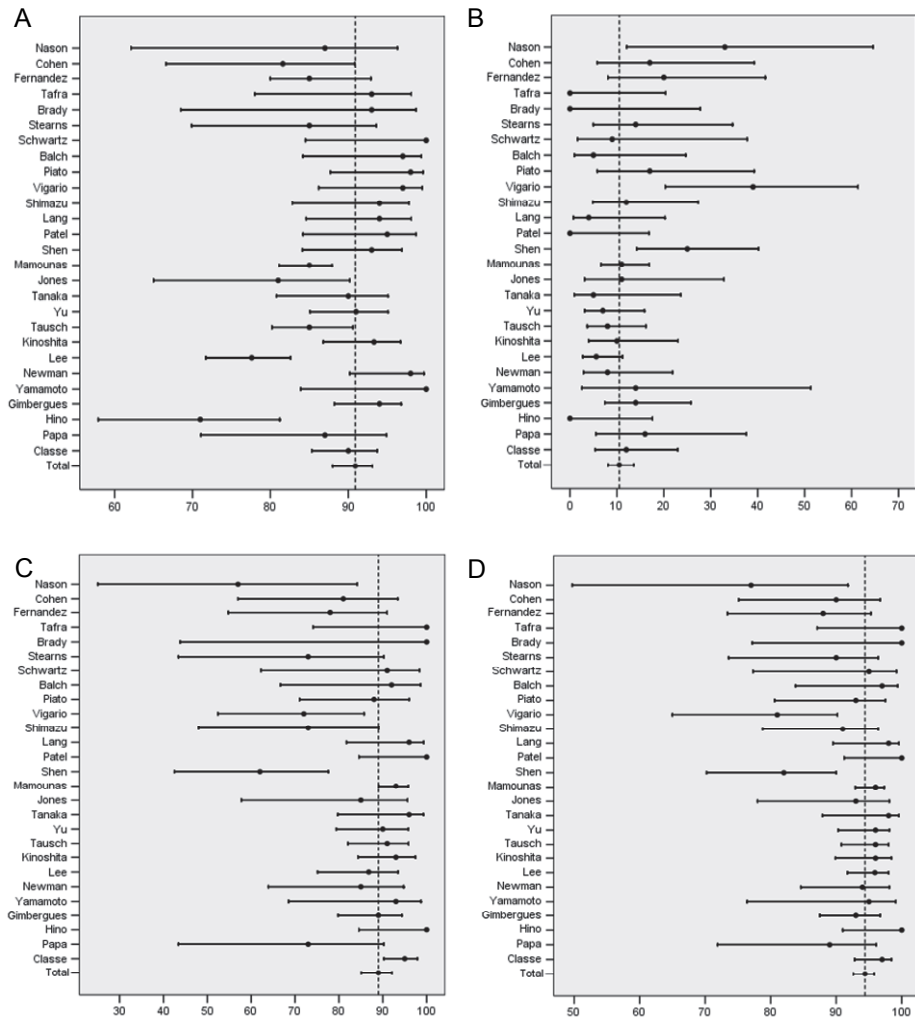 A
Nason
Cohen
Fernandez
Tafra
Brady
Stearns
Schwartz
Balch
Piato
Vigario
Shimazu
Lang
Patel
Shen
Mamounas
Jones
Tanaka
Yu
Tausch
Kinoshita
Lee
Newman
Yamamoto
Gimbergues
Hino
Papa
Classe
Total
60 70 80 90 100
B
Nason
Cohen
Fernandez
Tafra
Brady
Stearns
Schwartz
Balch
Piato
Vigario
Shimazu
Lang
Patel
Shen
Mamounas
Jones
Tanaka
Yu
Tausch
Kinoshita
Lee
Newman
Yamamoto
Gimbergues
Hino
Papa
Classe
Total
0 10 20 30 40 50 60 70
C
Nason
Cohen
Fernandez
Tafra
Brady
Stearns
Schwartz
Balch
Piato
Vigario
Shimazu
Lang
Patel
Shen
Mamounas
Jones
Tanaka
Yu
Tausch
Kinoshita
Lee
Newman
Yamamoto
Gimbergues
Hino
Papa
Classe
Total
30 40 50 60 70 80 90 100
D
Nason
Cohen
Fernandez
Tafra
Brady
Stearns
Schwartz
Balch
Piato
Vigario
Shimazu
Lang
Patel
Shen
Mamounas
Jones
Tanaka
Yu
Tausch
Kinoshita
Lee
Newman
Yamamoto
Gimbergues
Hino
Papa
Classe
Total
50 60 70 80 90 100